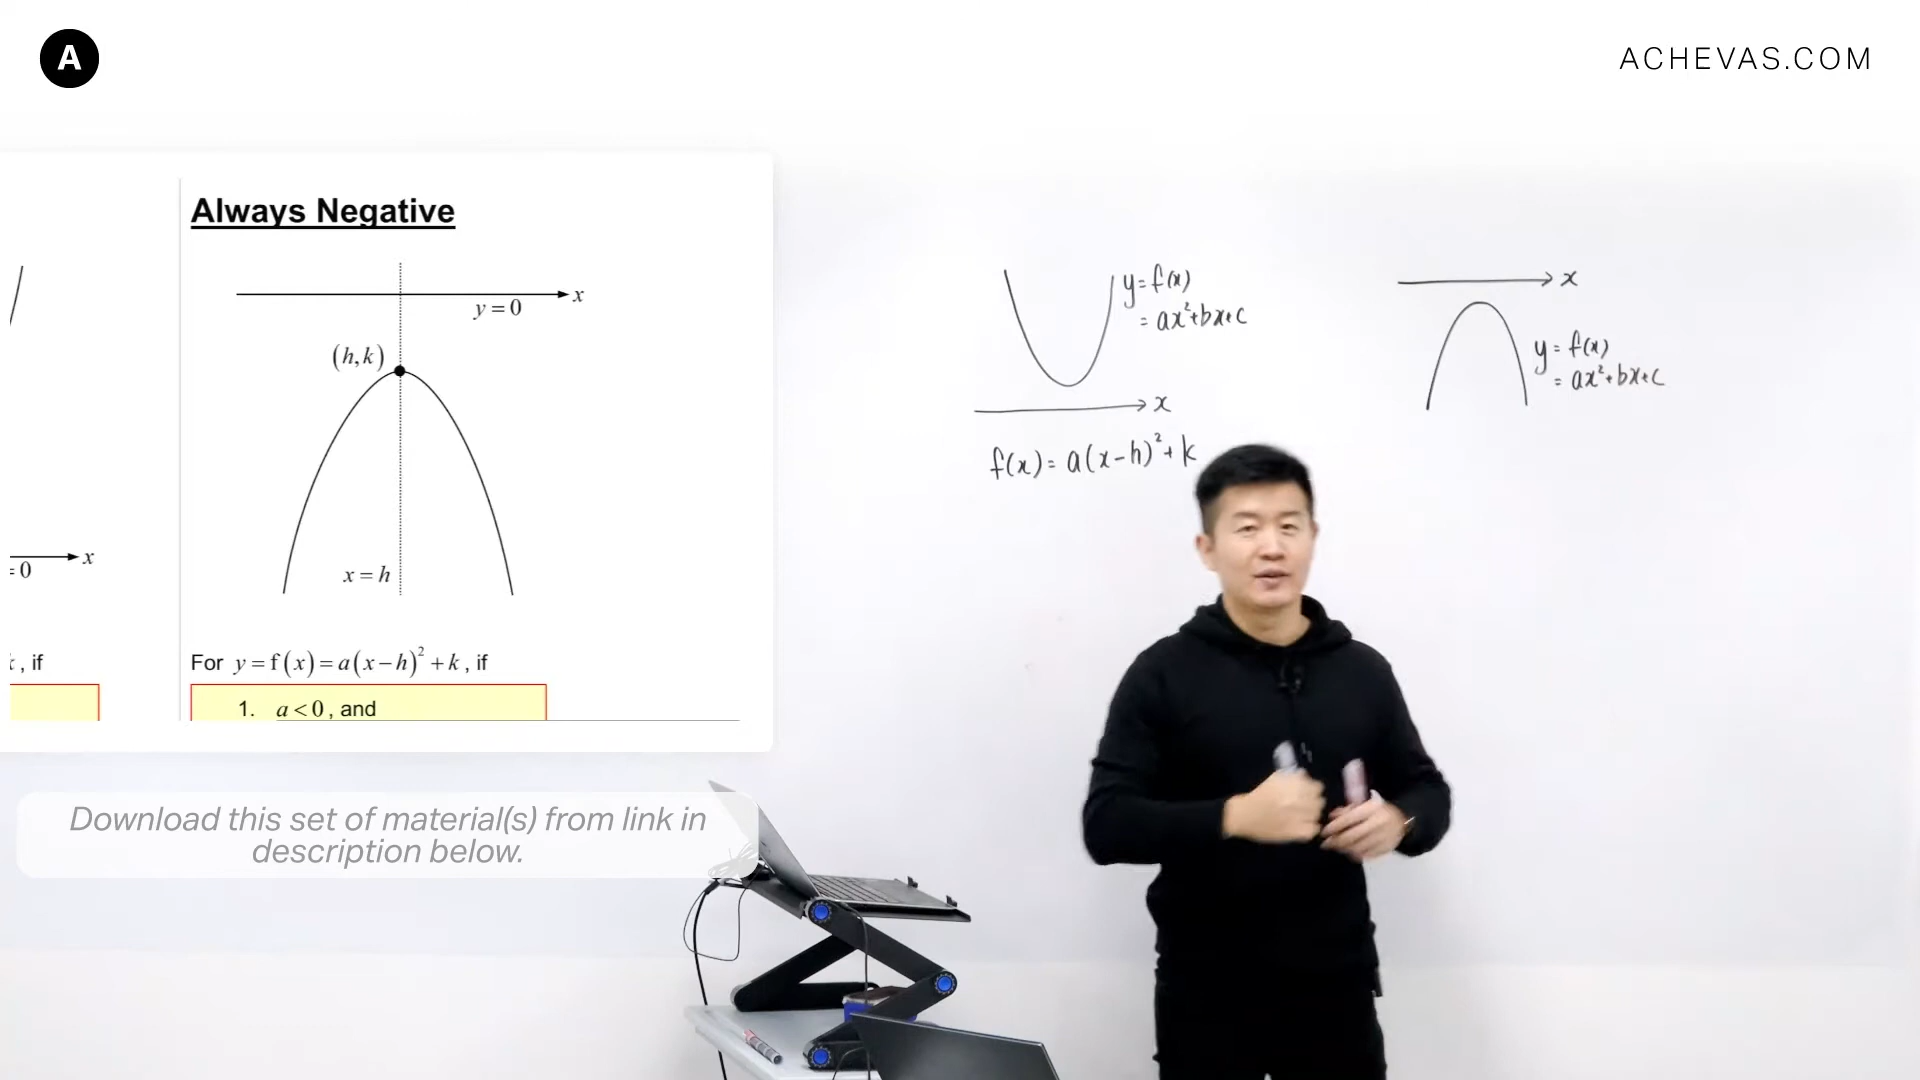 A
ACHEVAS.COM
Always Negative
x
y = 0
(h, k)
x = h
For y = f(x) = a(x − h)² + k , if
1. a < 0 , and
x
= 0
, if
y = f(x)
= ax² + bx + c
x
f(x) = a(x − h)² + k
x
y = f(x)
= ax² + bx + c
Download this set of material(s) from link in
description below.